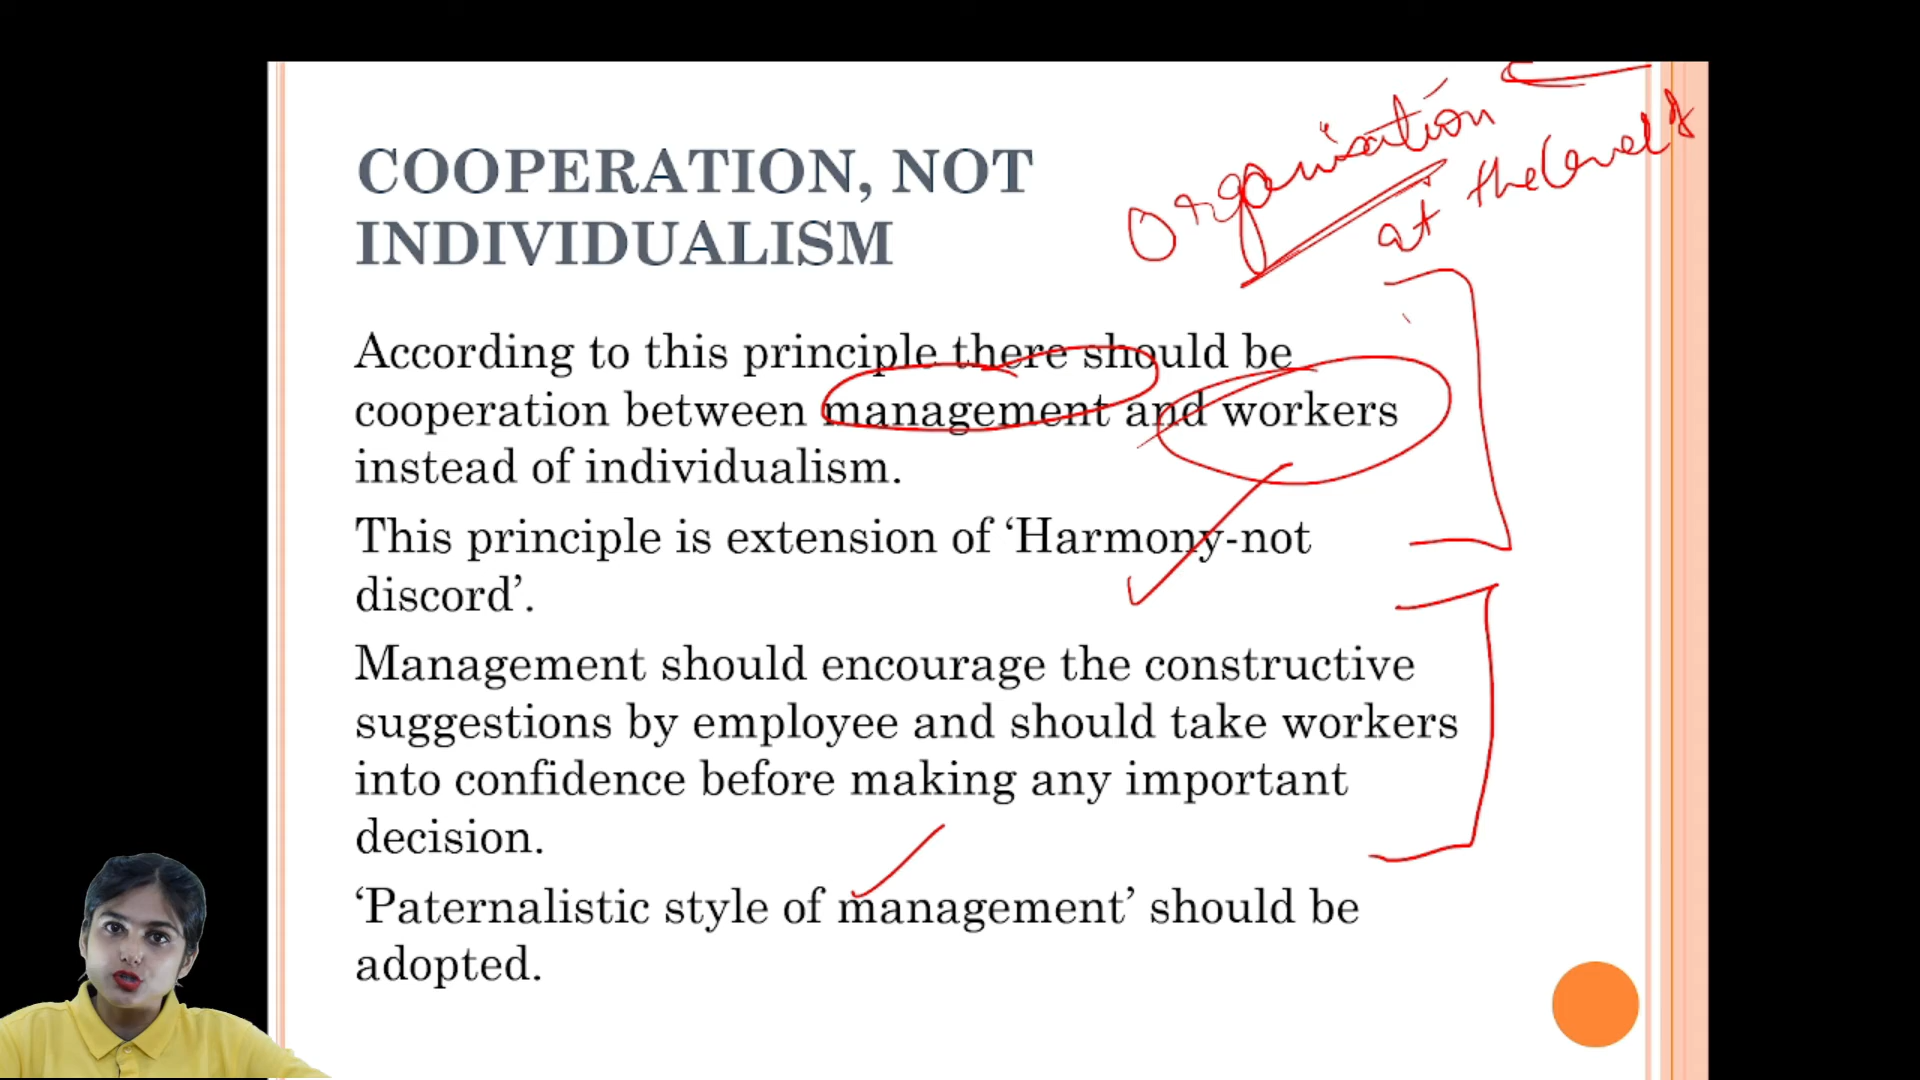 COOPERATION, NOT
INDIVIDUALISM
Organisation
at the level of
According to this principle there should be
cooperation between management and workers
instead of individualism.
This principle is extension of ‘Harmony-not
discord’.
Management should encourage the constructive
suggestions by employee and should take workers
into confidence before making any important
decision.
‘Paternalistic style of management’ should be
adopted.